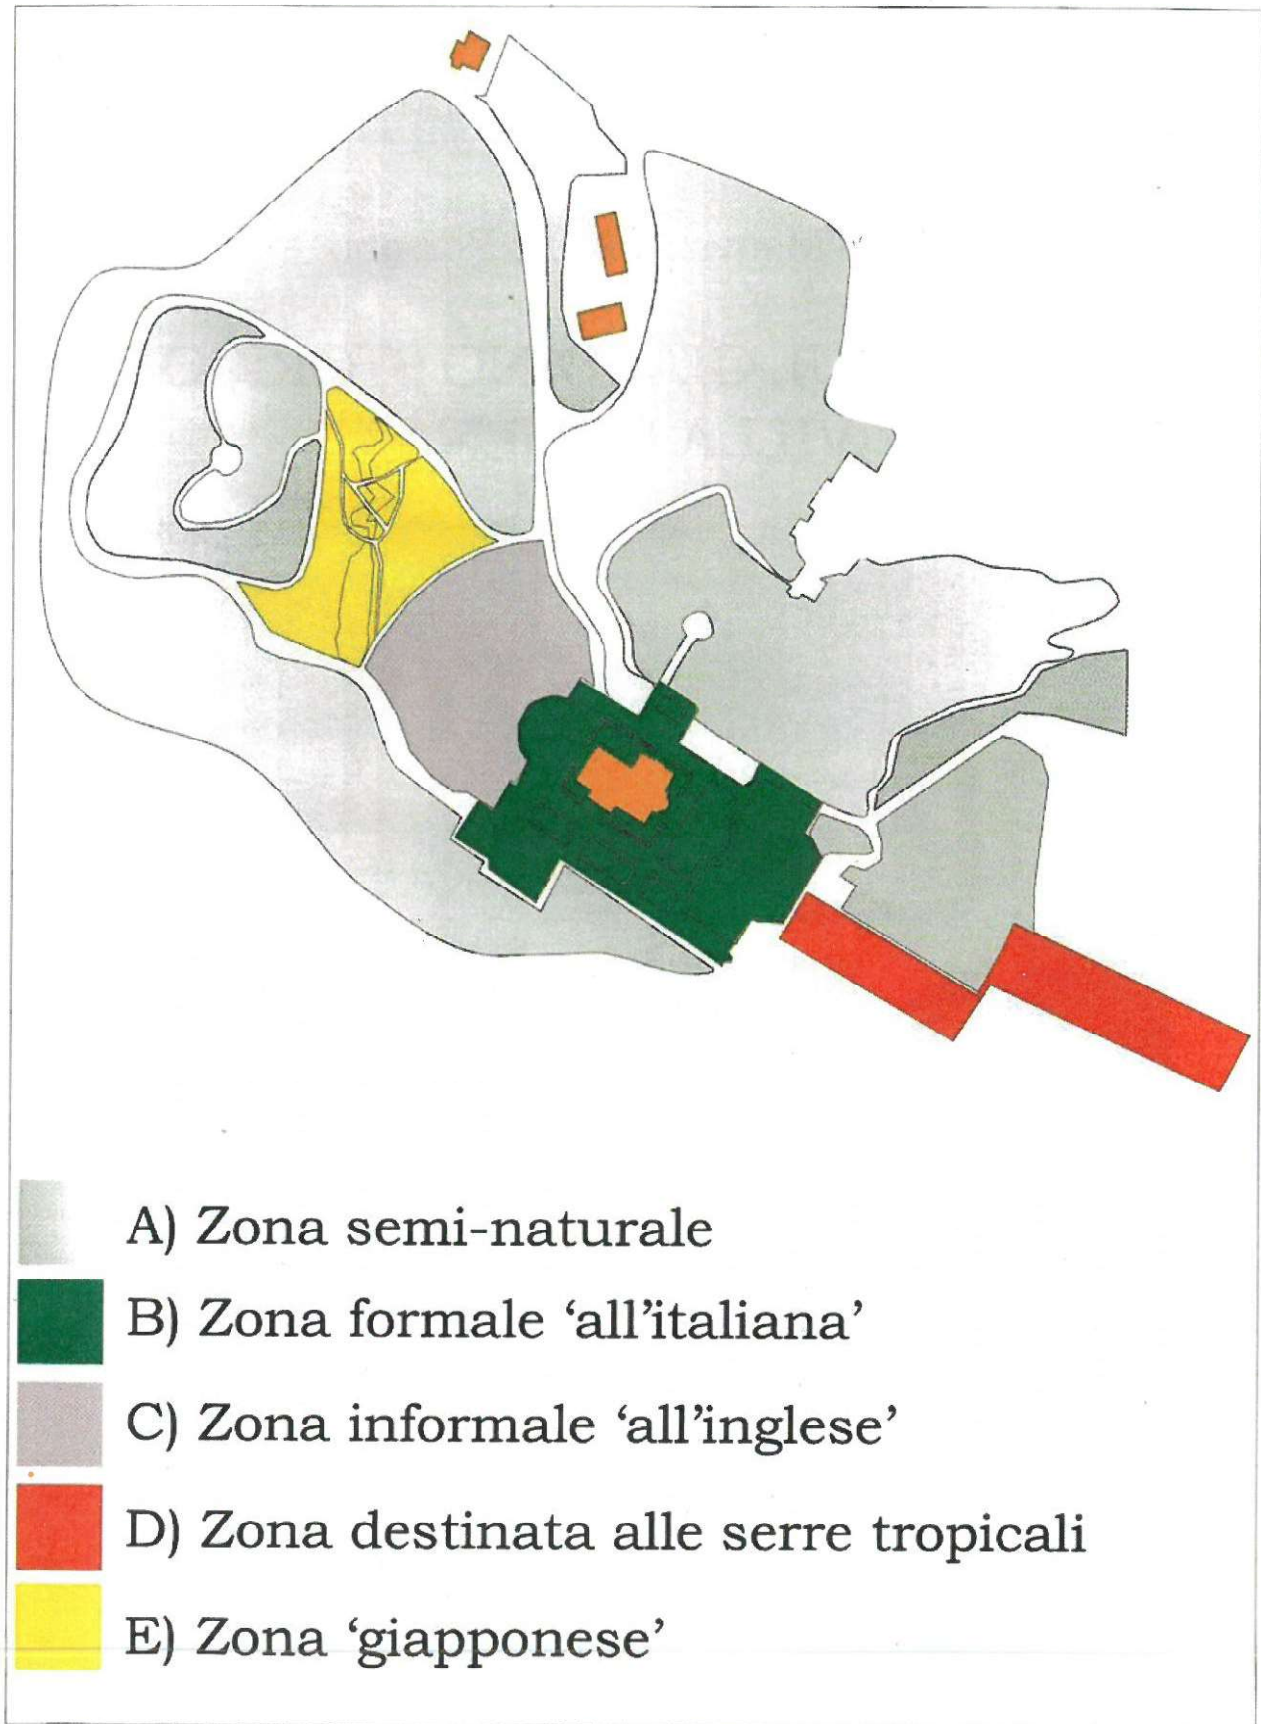 A) Zona semi-naturale
B) Zona formale ‘all’italiana’
C) Zona informale ‘all’inglese’
D) Zona destinata alle serre tropicali
E) Zona ‘giapponese’